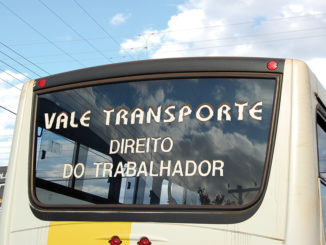 VALE TRANSPORTE
DIREITO
DO TRABALHADOR